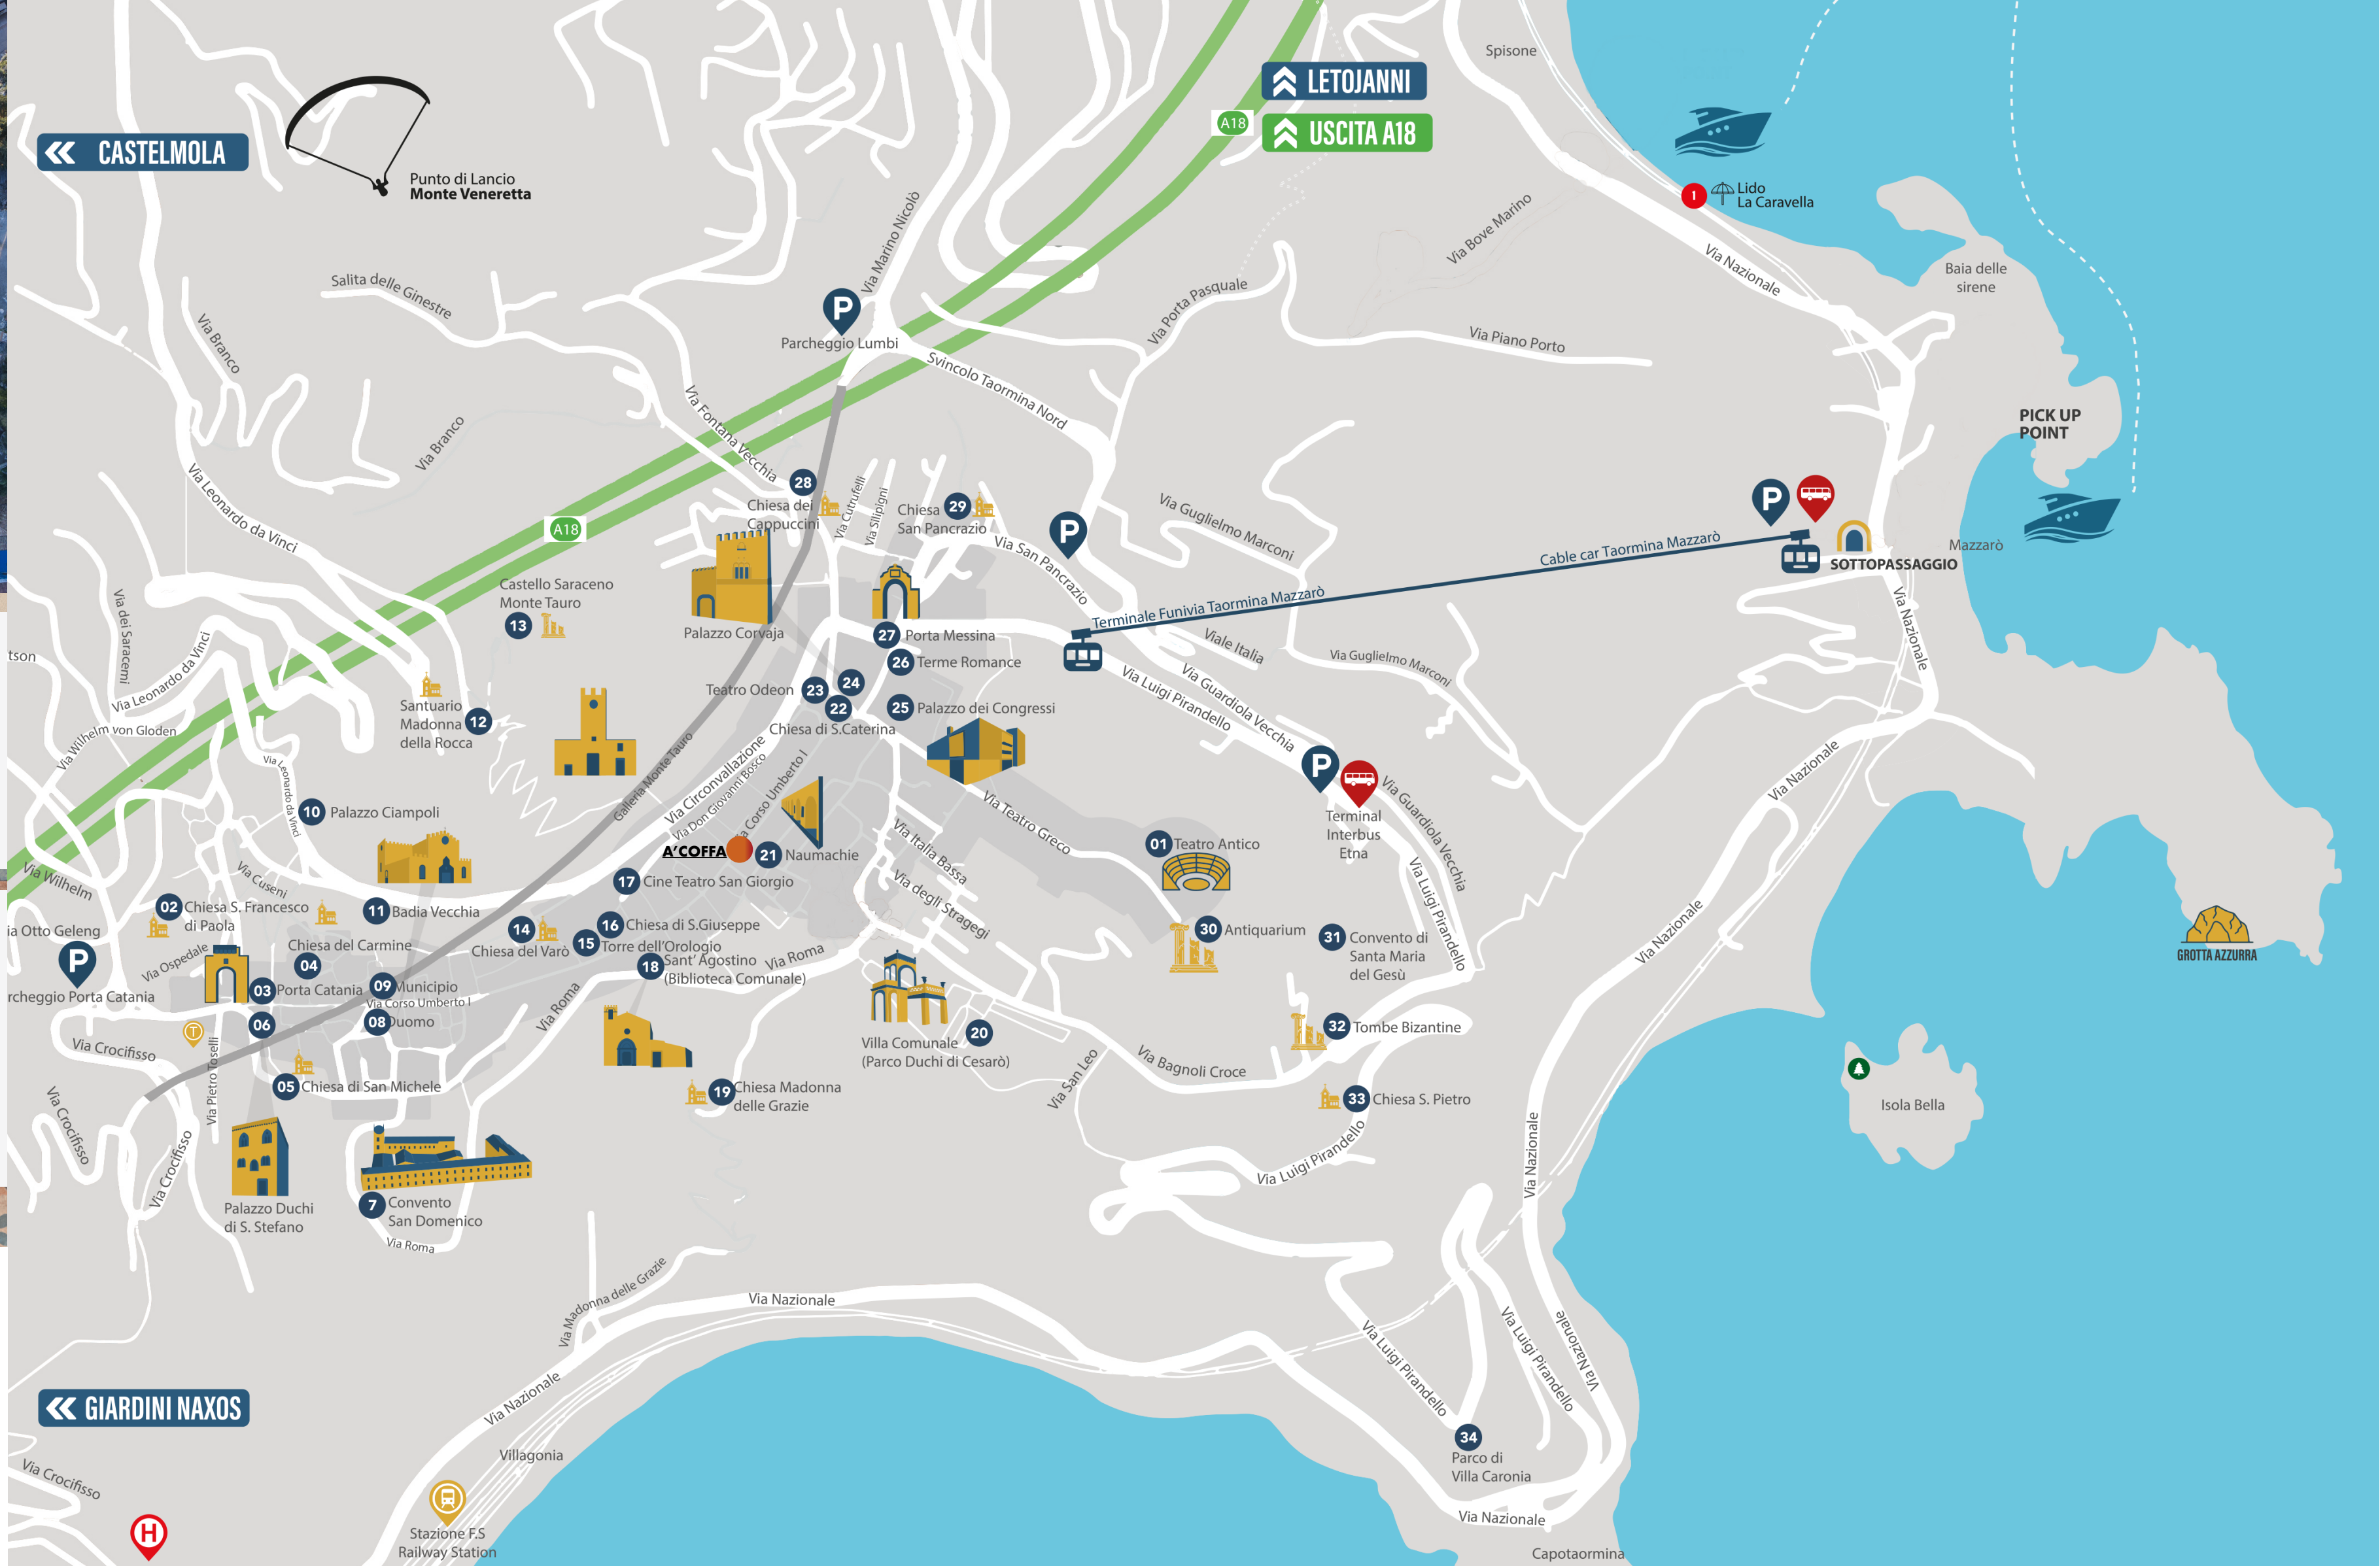 Spisone
LETOJANNI
A18
USCITA A18
CASTELMOLA
Punto di Lancio
Monte Veneretta
1
Lido
La Caravella
Via Marino Nicolò
Via Bove Marino
Via Nazionale
Baia delle
sirene
Salita delle Ginestre
Via Branco
P
Parcheggio Lumbi
Via Porta Pasquale
Via Piano Porto
Svincolo Taormina Nord
Via Fontana Vecchia
Via Branco
PICK UP
POINT
Via Leonardo da Vinci
28
Chiesa dei
Cappuccini
Via Cutrufelli
Via Silipigni
Chiesa
San Pancrazio
29
P
Via San Pancrazio
Via Guglielmo Marconi
P
Cable car Taormina Mazzarò
Mazzarò
SOTTOPASSAGGIO
A18
Castello Saraceno
Monte Tauro
13
Palazzo Corvaja
Terminale Funivia Taormina Mazzarò
27
Porta Messina
26
Terme Romance
Viale Italia
Via Guglielmo Marconi
Via Nazionale
Via dei Saraceni
tson
Via Leonardo da Vinci
Via Wilhelm von Gloden
Santuario
Madonna
della Rocca
12
Teatro Odeon
23
24
22
Chiesa di S.Caterina
25
Palazzo dei Congressi
Via Luigi Pirandello
Via Guardiola Vecchia
P
Terminal
Interbus
Etna
Via Guardiola Vecchia
Via Luigi Pirandello
Via Nazionale
Via Leonardo da Vinci
10
Palazzo Ciampoli
Galleria Monte Tauro
Via Circonvallazione
Via Don Giovanni Bosco
a Corso Umberto I
A'COFFA
21
Naumachie
Via Teatro Greco
01
Teatro Antico
Via Italia Bassa
Via degli Stragegi
17
Cine Teatro San Giorgio
Via Wilhelm
Via Cuseni
02
Chiesa S. Francesco
di Paola
11
Badia Vecchia
14
Chiesa del Varò
16
Chiesa di S.Giuseppe
15
Torre dell'Orologio
18
Sant' Agostino
(Biblioteca Comunale)
Via Roma
30
Antiquarium
31
Convento di
Santa Maria
del Gesù
Via Nazionale
GROTTA AZZURRA
ia Otto Geleng
P
rcheggio Porta Catania
Via Ospedale
Chiesa del Carmine
04
03
Porta Catania
09
Municipio
Via Corso Umberto I
08
Duomo
06
T
Via Roma
Villa Comunale
(Parco Duchi di Cesarò)
20
32
Tombe Bizantine
Via Crocifisso
Via Pietro Toselli
05
Chiesa di San Michele
19
Chiesa Madonna
delle Grazie
Via San Leo
Via Bagnoli Croce
33
Chiesa S. Pietro
Isola Bella
Via Crocifisso
Via Crocifisso
Palazzo Duchi
di S. Stefano
7
Convento
San Domenico
Via Roma
Via Luigi Pirandello
Via Nazionale
Via Madonna delle Grazie
Via Nazionale
Via Luigi Pirandello
Via Luigi Pirandello
Via Nazionale
GIARDINI NAXOS
Via Nazionale
Villagonia
34
Parco di
Villa Caronia
Via Crocifisso
H
Stazione F.S
Railway Station
Via Nazionale
Capotaormina